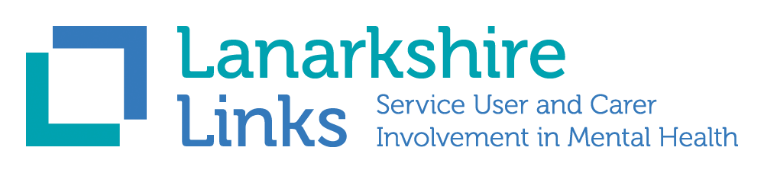 Lanarkshire
Links
Service User and Carer
Involvement in Mental Health